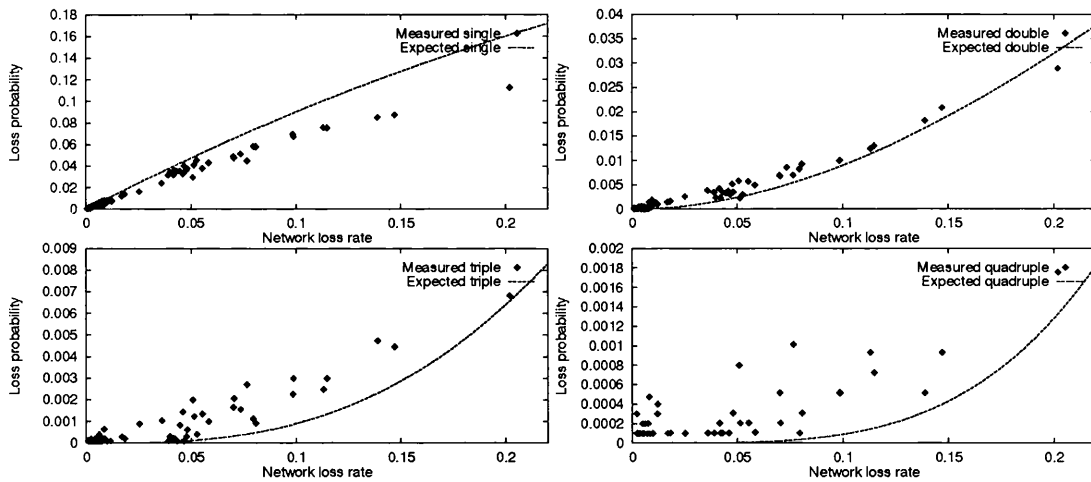 0.18
0.16
0.14
0.12
0.1
0.08
0.06
0.04
0.02
0
Loss probability
Measured single
Expected single
0 0.05 0.1 0.15 0.2
Network loss rate
0.04
0.035
0.03
0.025
0.02
0.015
0.01
0.005
0
Loss probability
Measured double
Expected double
0 0.05 0.1 0.15 0.2
Network loss rate
0.009
0.008
0.007
0.006
0.005
0.004
0.003
0.002
0.001
0
Loss probability
Measured triple
Expected triple
0 0.05 0.1 0.15 0.2
Network loss rate
0.002
0.0018
0.0016
0.0014
0.0012
0.001
0.0008
0.0006
0.0004
0.0002
0
Loss probability
Measured quadruple
Expected quadruple
0 0.05 0.1 0.15 0.2
Network loss rate